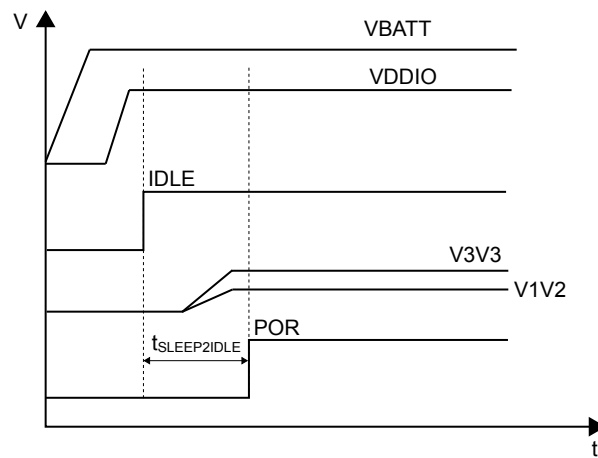 V
VBATT
VDDIO
IDLE
V3V3
V1V2
POR
tSLEEP2IDLE
t